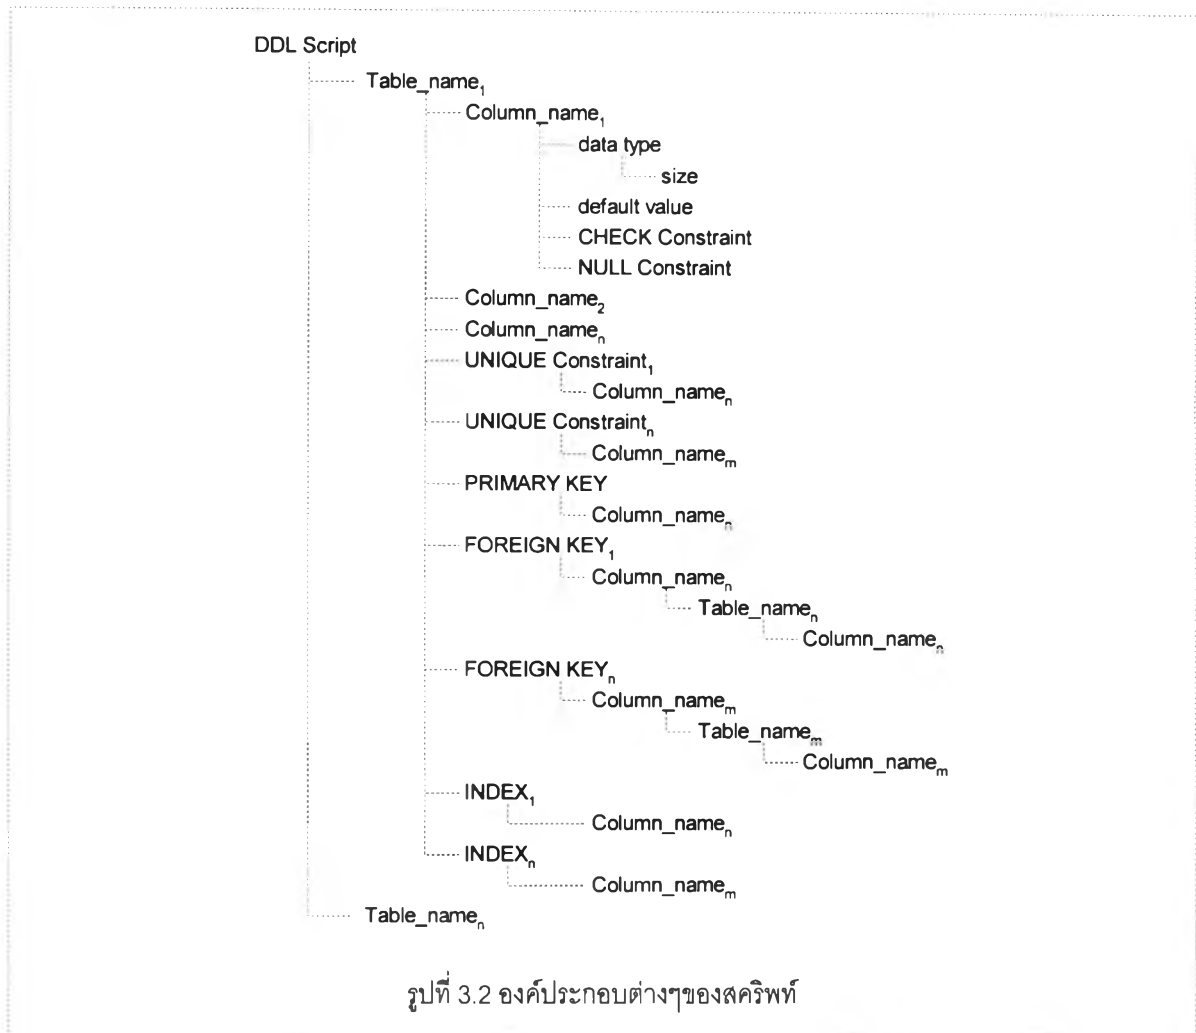 DDL Script
Table_name₁
Column_name₁
data type
size
default value
CHECK Constraint
NULL Constraint
Column_name₂
Column_nameₙ
UNIQUE Constraint₁
Column_nameₙ
UNIQUE Constraintₙ
Column_nameₘ
PRIMARY KEY
Column_nameₙ
FOREIGN KEY₁
Column_nameₙ
Table_nameₙ
Column_nameₙ
FOREIGN KEYₙ
Column_nameₘ
Table_nameₘ
Column_nameₘ
INDEX₁
Column_nameₙ
INDEXₙ
Column_nameₘ
Table_nameₙ
รูปที่ 3.2 องค์ประกอบต่างๆของสคริพท์